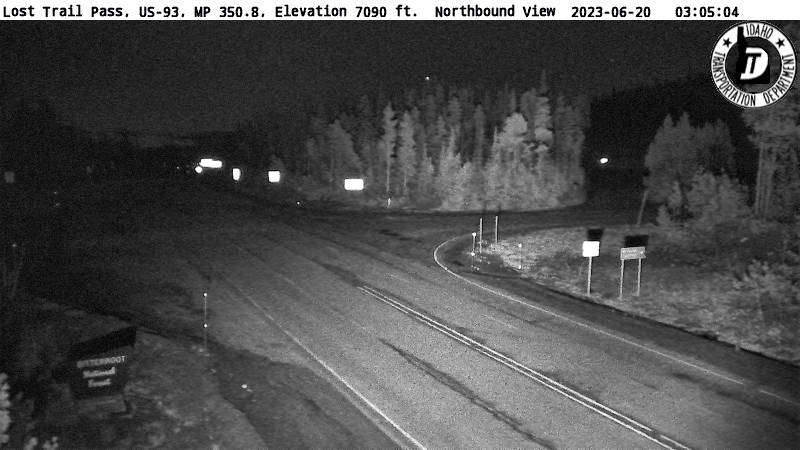 Lost Trail Pass, US-93, MP 350.8, Elevation 7090 ft. Northbound View 2023-06-20 03:05:04
IDAHO
TRANSPORTATION DEPARTMENT
BITTERROOT
National
Forest